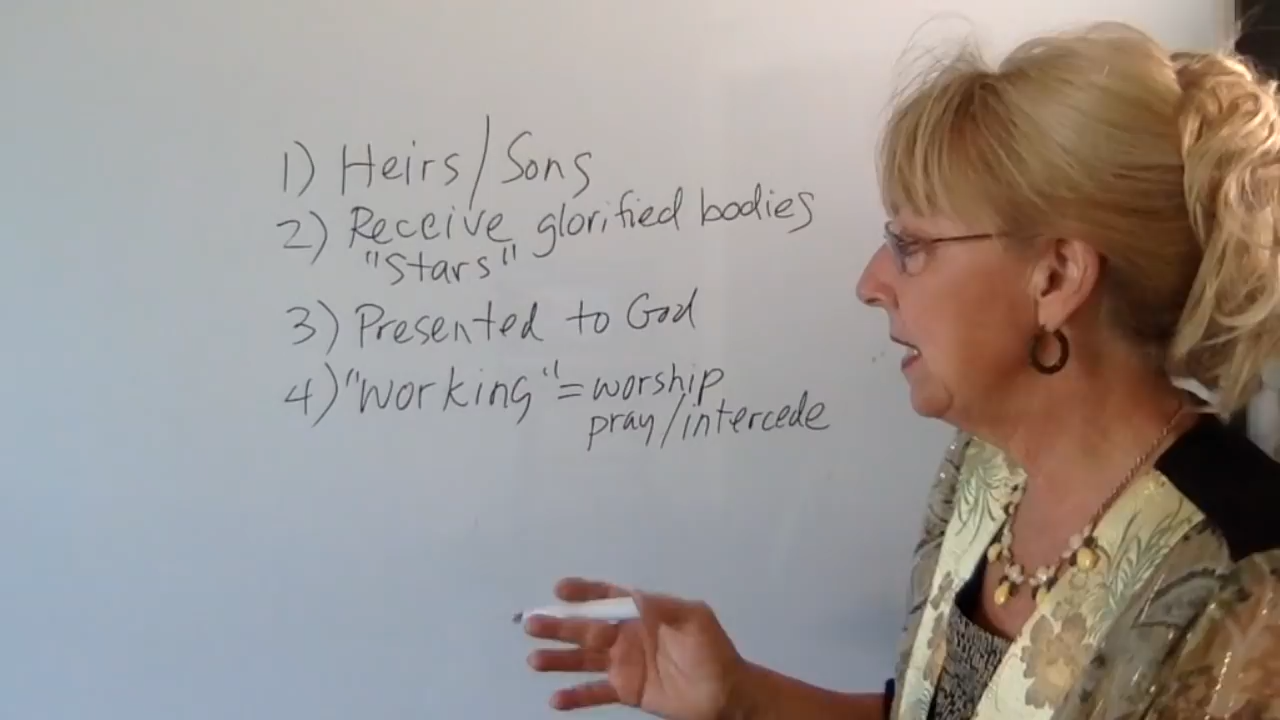 1) Heirs/Sons
2) Receive glorified bodies
"Stars"
3) Presented to God
4) "Working" = worship
pray/intercede